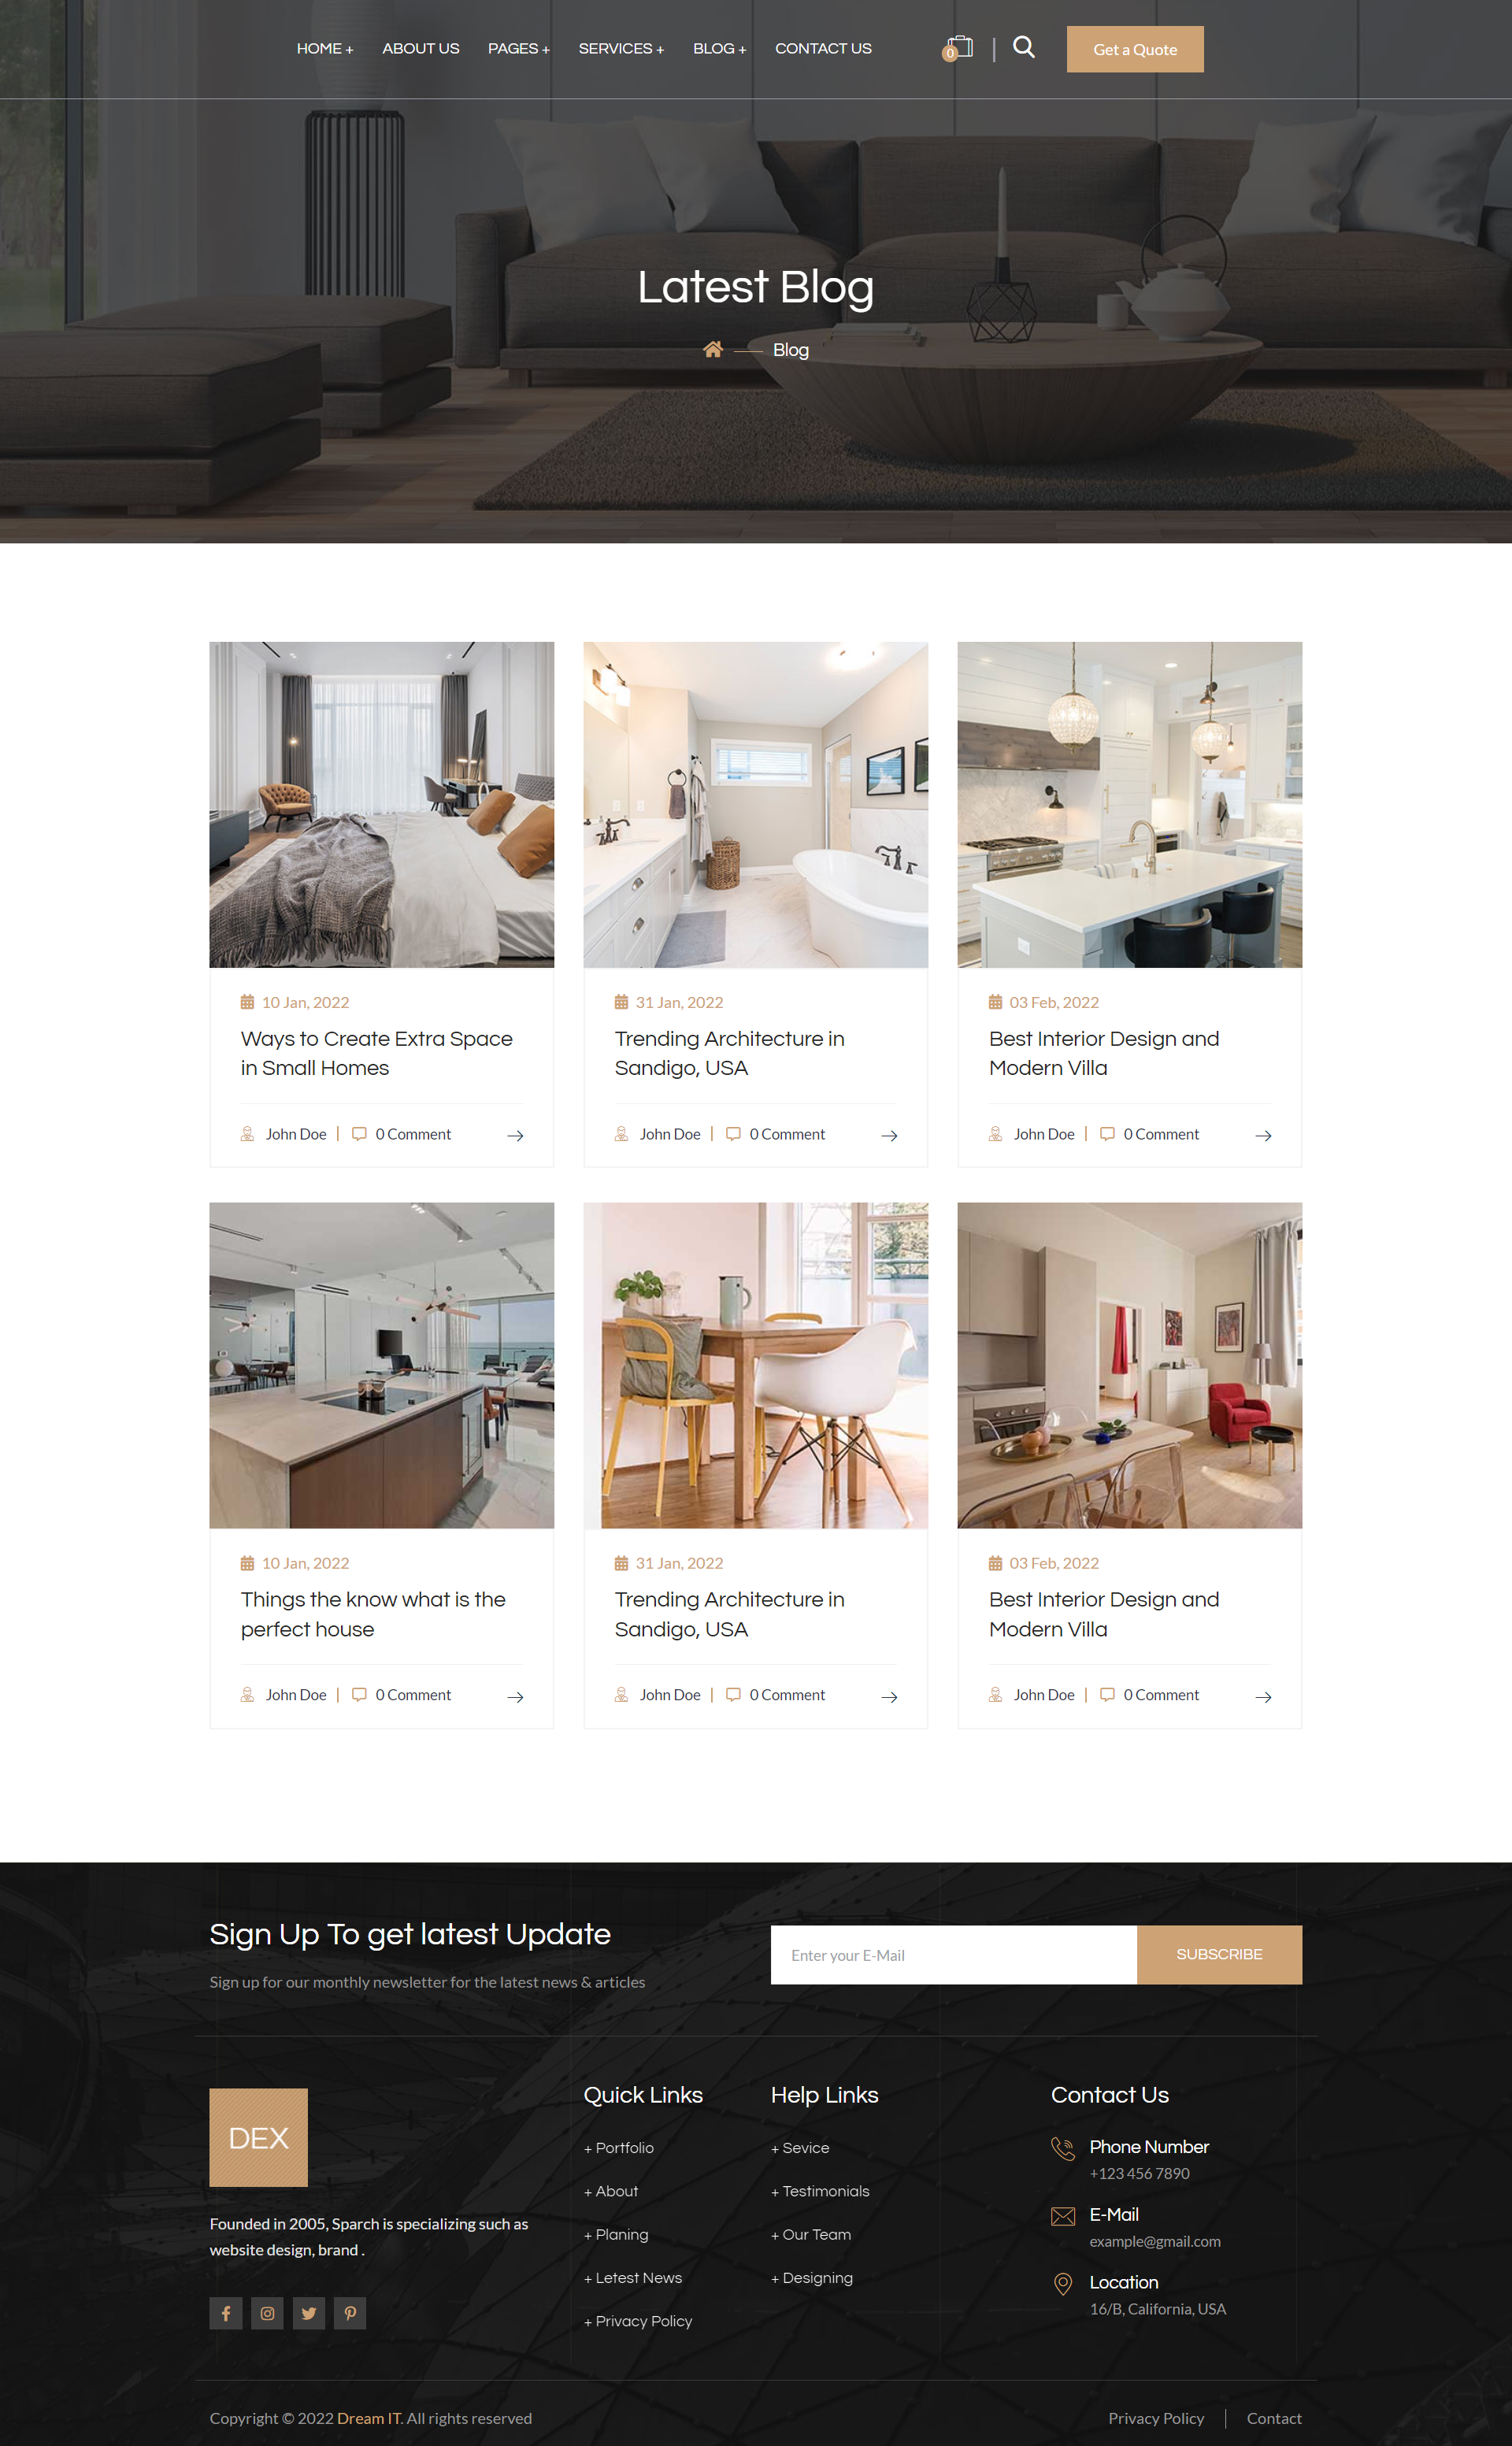 HOME + ABOUT US PAGES + SERVICES + BLOG + CONTACT US 0 Get a Quote
Latest Blog
Blog
10 Jan, 2022
Ways to Create Extra Space
in Small Homes
John Doe 0 Comment
31 Jan, 2022
Trending Architecture in
Sandigo, USA
John Doe 0 Comment
03 Feb, 2022
Best Interior Design and
Modern Villa
John Doe 0 Comment
10 Jan, 2022
Things the know what is the
perfect house
John Doe 0 Comment
31 Jan, 2022
Trending Architecture in
Sandigo, USA
John Doe 0 Comment
03 Feb, 2022
Best Interior Design and
Modern Villa
John Doe 0 Comment
Sign Up To get latest Update
Sign up for our monthly newsletter for the latest news & articles
Enter your E-Mail SUBSCRIBE
DEX
Founded in 2005, Sparch is specializing such as
website design, brand .
Quick Links
+ Portfolio
+ About
+ Planing
+ Letest News
+ Privacy Policy
Help Links
+ Sevice
+ Testimonials
+ Our Team
+ Designing
Contact Us
Phone Number
+123 456 7890
E-Mail
example@gmail.com
Location
16/B, California, USA
Copyright © 2022 Dream IT. All rights reserved
Privacy Policy Contact